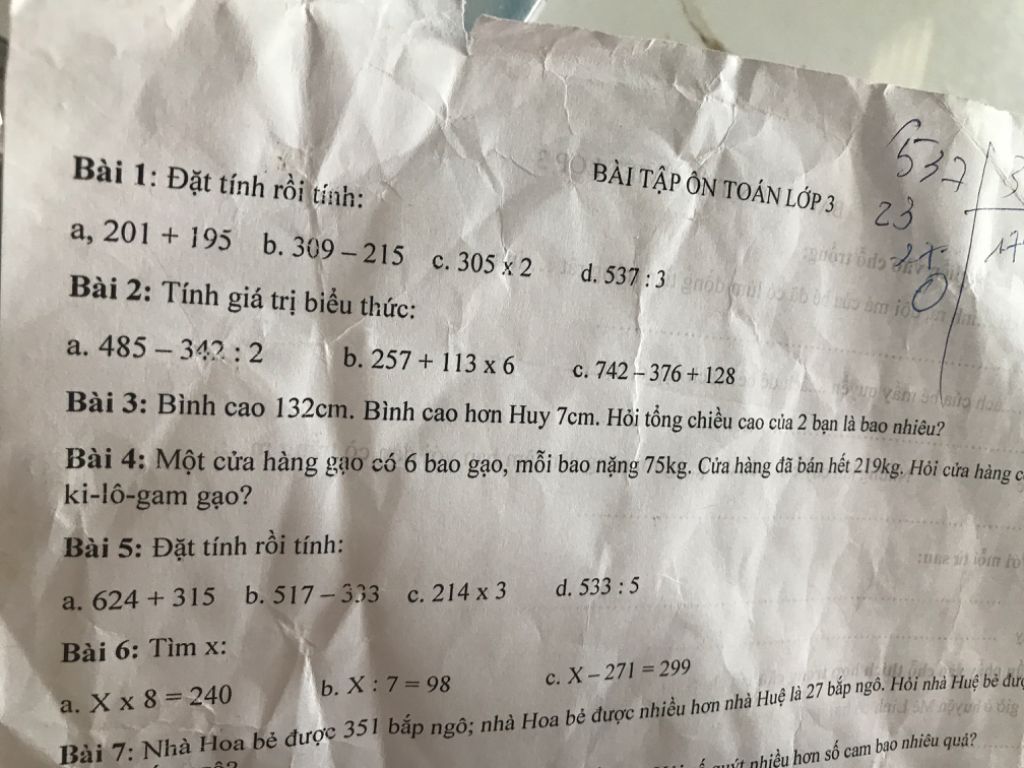 BÀI TẬP ÔN TOÁN LỚP 3
Bài 1: Đặt tính rồi tính:
a, 201 + 195 b. 309 – 215 c. 305 x 2 d. 537 : 3
Bài 2: Tính giá trị biểu thức:
a. 485 – 342 : 2 b. 257 + 113 x 6 c. 742 – 376 + 128
Bài 3: Bình cao 132cm. Bình cao hơn Huy 7cm. Hỏi tổng chiều cao của 2 bạn là bao nhiêu?
Bài 4: Một cửa hàng gạo có 6 bao gạo, mỗi bao nặng 75kg. Cửa hàng đã bán hết 219kg. Hỏi cửa hàng
ki-lô-gam gạo?
Bài 5: Đặt tính rồi tính:
a. 624 + 315 b. 517 – 333 c. 214 x 3 d. 533 : 5
Bài 6: Tìm x:
a. X x 8 = 240 b. X : 7 = 98 c. X – 271 = 299
Bài 7: Nhà Hoa bẻ được 351 bắp ngô; nhà Hoa bẻ được nhiều hơn nhà Huệ là 27 bắp ngô. Hỏi nhà Huệ bẻ
nhiều hơn số cam bao nhiêu quả?
537 3
23 17
0